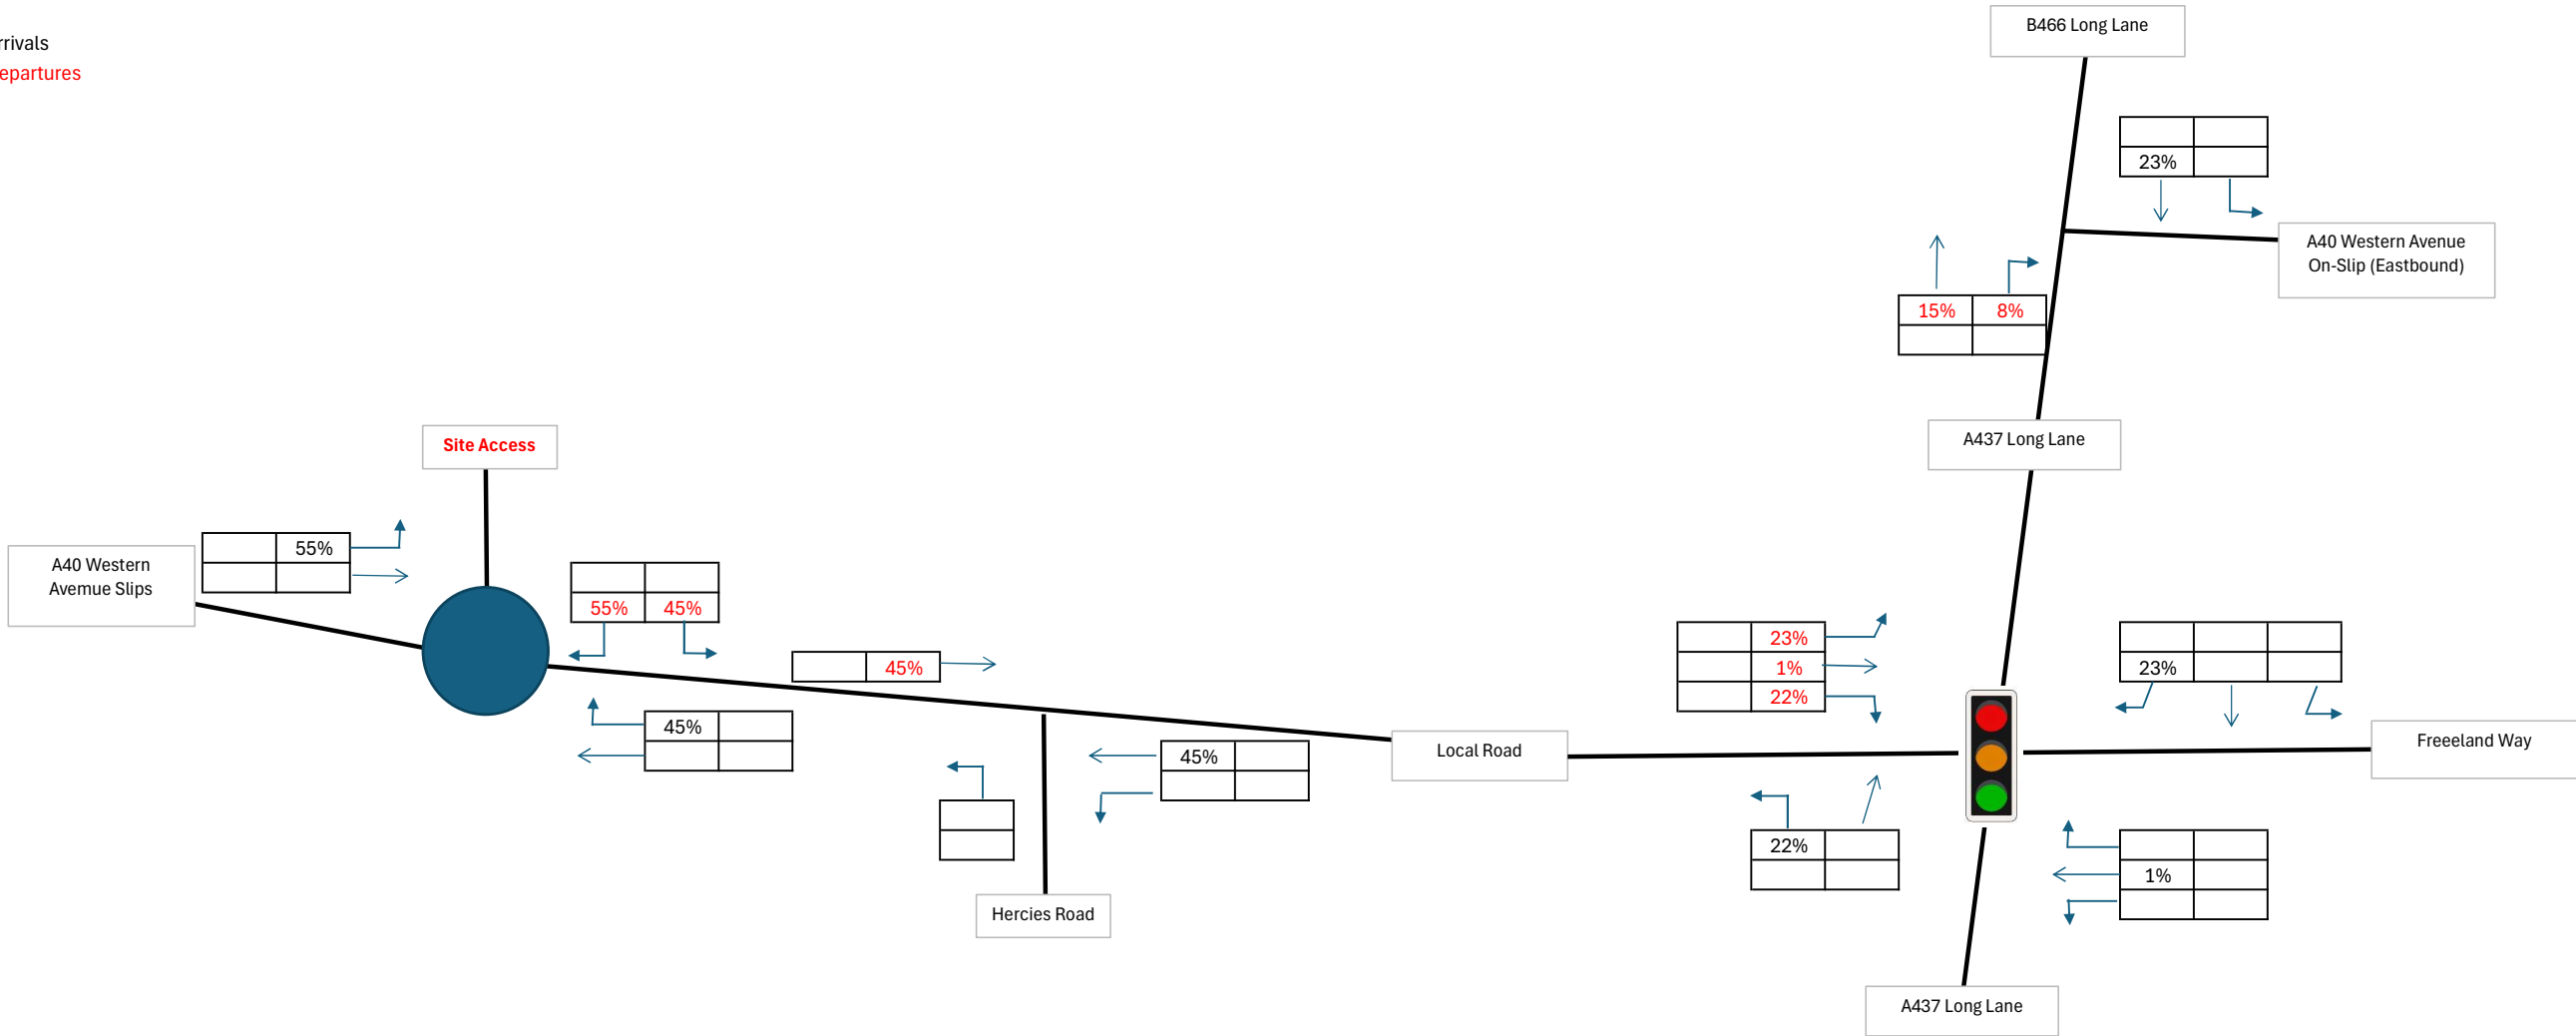 rrivals
epartures
B466 Long Lane
23%
A40 Western Avenue
On-Slip (Eastbound)
15% 8%
A437 Long Lane
Site Access
55%
A40 Western
Avemue Slips
55% 45%
45%
45%
45%
Local Road
Hercies Road
23%
1%
22%
23%
Freeeland Way
22%
1%
A437 Long Lane